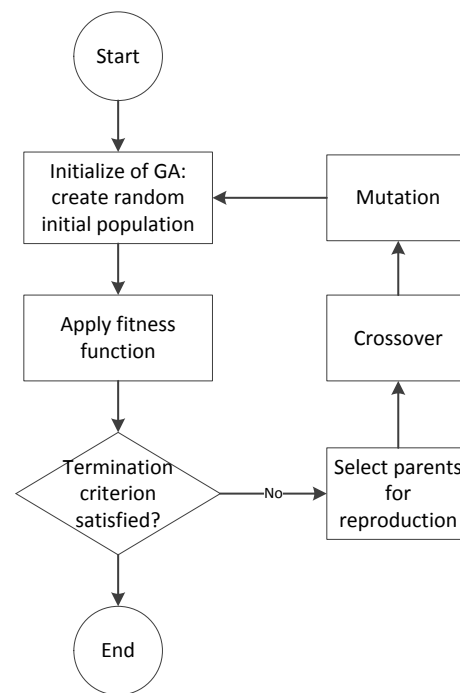 Start
Initialize of GA:
create random
initial population
Mutation
Apply fitness
function
Crossover
Termination
criterion
satisfied?
No
Select parents
for
reproduction
End